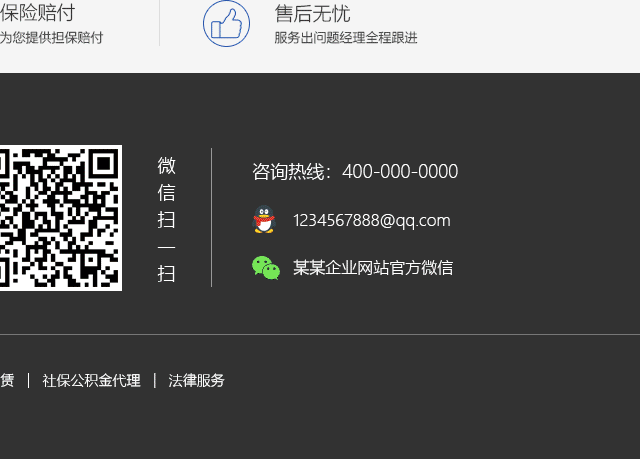 保险赔付
为您提供担保赔付
售后无忧
服务出问题经理全程跟进
微信扫一扫
咨询热线：400-000-0000
1234567888@qq.com
某某企业网站官方微信
赁 | 社保公积金代理 | 法律服务